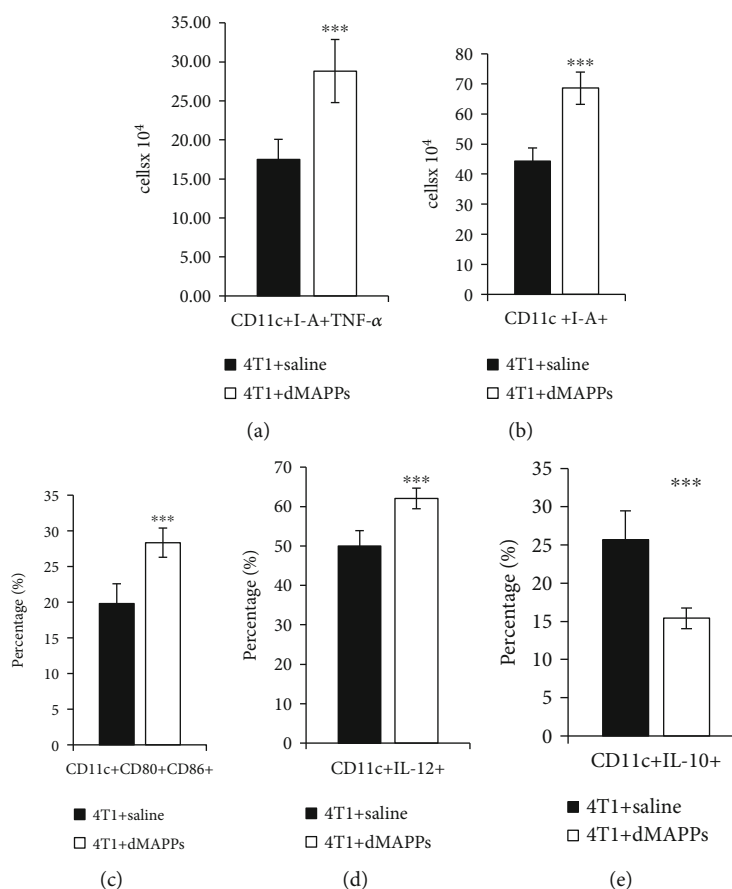 35.00
30.00
25.00
20.00
15.00
10.00
5.00
0.00
cellsx 10⁴
***
CD11c+I-A+TNF-α
4T1+saline
4T1+dMAPPs
(a)
80
70
60
50
40
30
20
10
0
cellsx 10⁴
***
CD11c +I-A+
4T1+saline
4T1+dMAPPs
(b)
35
30
25
20
15
10
5
0
Percentage (%)
***
CD11c+CD80+CD86+
4T1+saline
4T1+dMAPPs
(c)
70
60
50
40
30
20
10
0
Percentage (%)
***
CD11c+IL-12+
4T1+saline
4T1+dMAPPs
(d)
35
30
25
20
15
10
5
0
Percentage (%)
***
CD11c+IL-10+
4T1+saline
4T1+dMAPPs
(e)